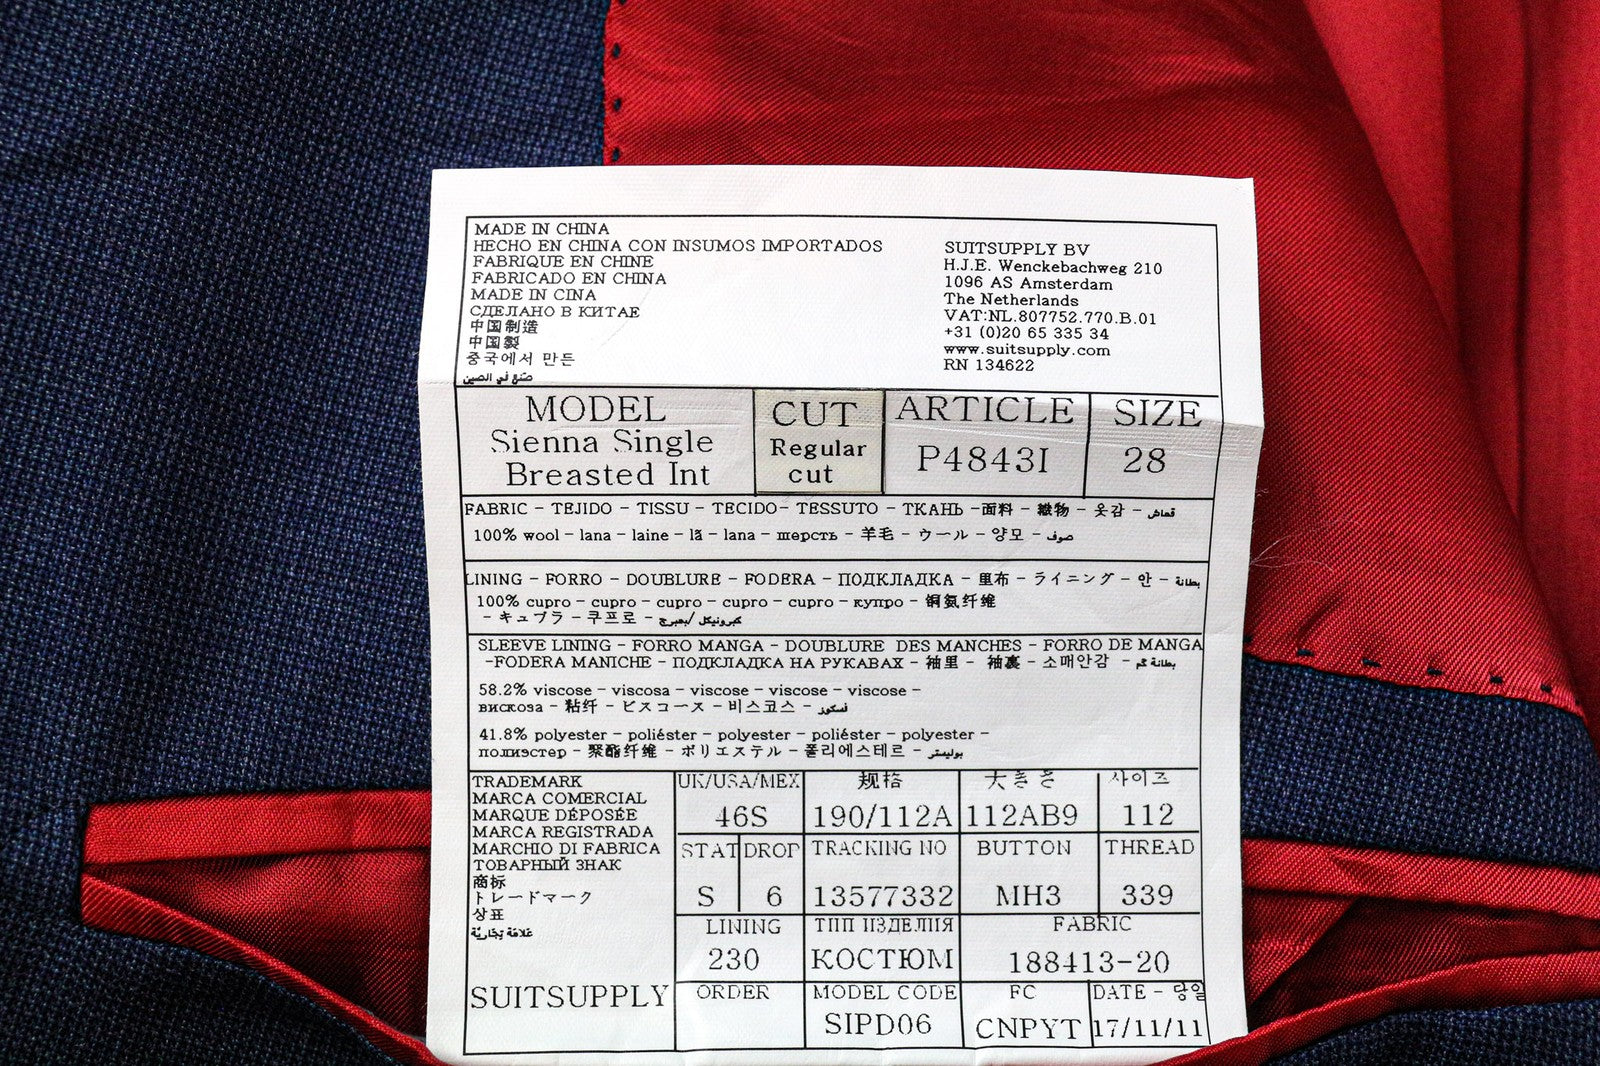 MADE IN CHINA
HECHO EN CHINA CON INSUMOS IMPORTADOS
FABRIQUE EN CHINE
FABRICADO EN CHINA
MADE IN CINA
СДЕЛАНО В КИТАЕ
中国制造
中国製
중국에서 만든
صنع في الصين
SUITSUPPLY BV
H.J.E. Wenckebachweg 210
1096 AS Amsterdam
The Netherlands
VAT:NL.807752.770.B.01
+31 (0)20 65 335 34
www.suitsupply.com
RN 134622
MODEL
Sienna Single
Breasted Int
CUT
Regular
cut
ARTICLE
P4843I
SIZE
28
FABRIC - TEJIDO - TISSU - TECIDO- TESSUTO - ТКАНЬ -面料 - 織物 - 옷감 - قماش
100% wool - lana - laine - lã - lana - шерсть - 羊毛 - ウール - 양모 - صوف
LINING - FORRO - DOUBLURE - FODERA - ПОДКЛАДКА - 里布 - ライニング - 안 - بطانة
100% cupro - cupro - cupro - cupro - cupro - купро - 铜氨纤维
- キュプラ - 쿠프로 -
SLEEVE LINING - FORRO MANGA - DOUBLURE DES MANCHES - FORRO DE MANGA
-FODERA MANICHE - ПОДКЛАДКА НА РУКАВАХ - 袖里 - 袖裏 - 소매안감 - بطانة كم
58.2% viscose - viscosa - viscose - viscose - viscose -
вискоза - 粘纤 - ビスコース - 비스코스 - فسكوز
41.8% polyester - poliéster - polyester - poliéster - polyester -
полиэстер - 聚酯纤维 - ポリエステル - 폴리에스테르 - بوليستر
TRADEMARK
MARCA COMERCIAL
MARQUE DÉPOSÉE
MARCA REGISTRADA
MARCHIO DI FABRICA
ТОВАРНЫЙ ЗНАК
商标
トレードマーク
상표
علامة تجارية
SUITSUPPLY
UK/USA/MEX
46S
规格
190/112A
大きさ
112AB9
사이즈
112
STAT
S
DROP
6
TRACKING NO
13577332
BUTTON
MH3
THREAD
339
LINING
230
ТИП ИЗДЕЛИЯ
КОСТЮМ
FABRIC
188413-20
ORDER
MODEL CODE
SIPD06
FC
CNPYT
DATE - 당일
17/11/11